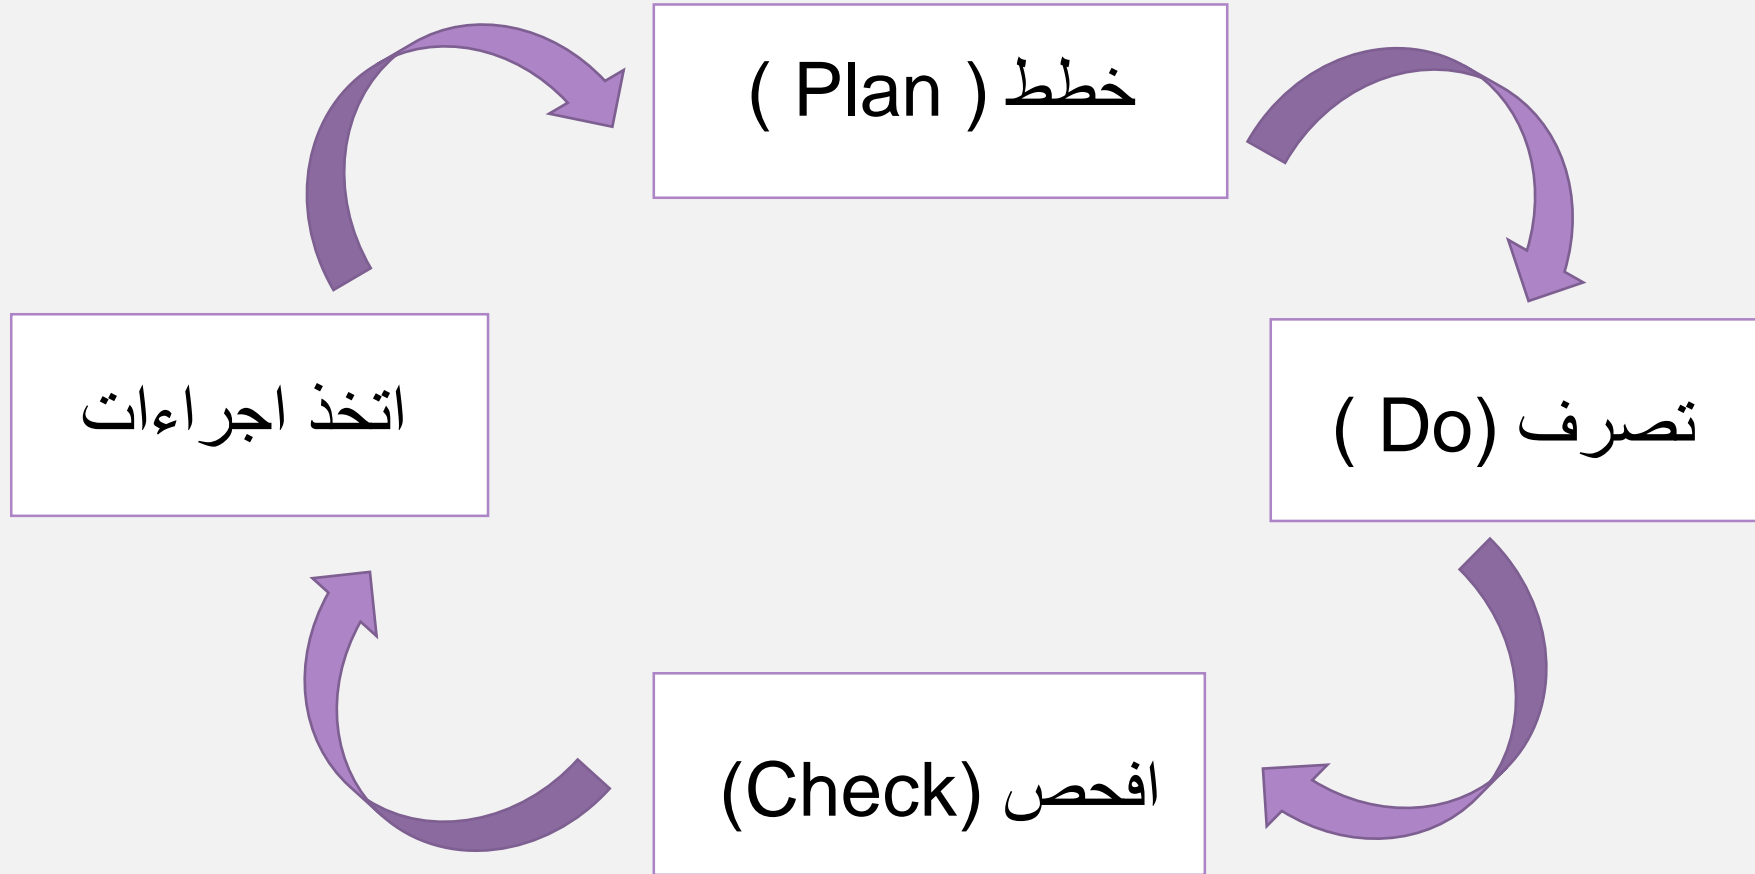 خطط ( Plan )
تصرف (Do )
افحص (Check)
اتخذ اجراءات